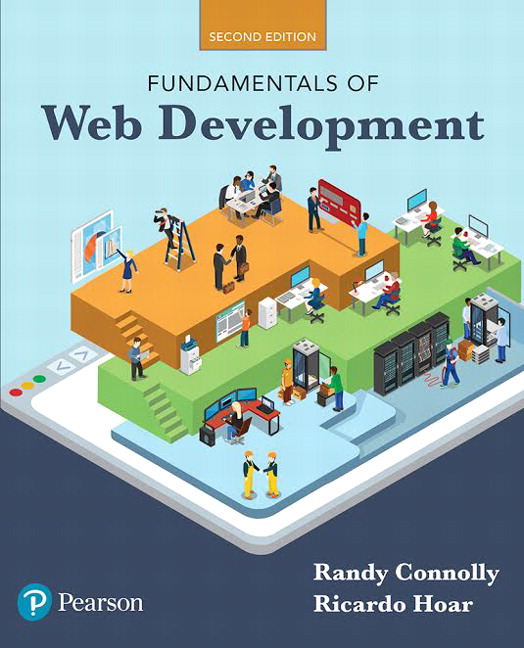 SECOND EDITION
FUNDAMENTALS OF
Web Development
Randy Connolly
Ricardo Hoar
Pearson